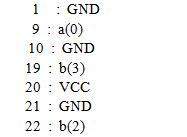 1 : GND
9 : a(0)
10 : GND
19 : b(3)
20 : VCC
21 : GND
22 : b(2)